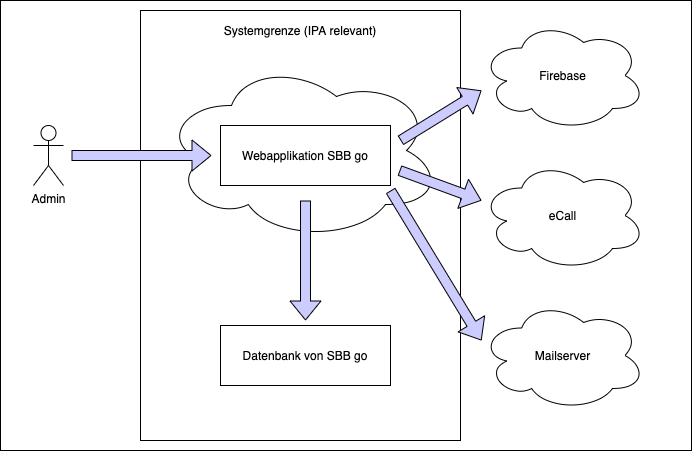 Systemgrenze (IPA relevant)
Firebase
Webapplikation SBB go
Admin
eCall
Datenbank von SBB go
Mailserver